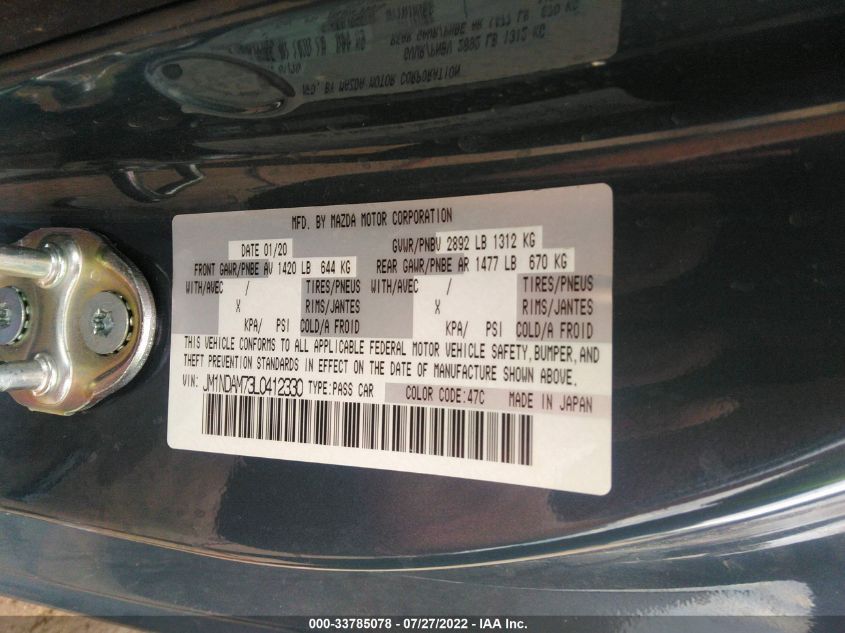 MFD. BY MAZDA MOTOR CORPORATION
DATE 01/20 GVWR/PNBV 2892 LB 1312 KG
FRONT GAWR/PNBE AV 1420 LB 644 KG REAR GAWR/PNBE AR 1477 LB 670 KG
WITH/AVEC / TIRES/PNEUS WITH/AVEC / TIRES/PNEUS
X RIMS/JANTES X RIMS/JANTES
KPA/ PSI COLD/A FROID KPA/ PSI COLD/A FROID
THIS VEHICLE CONFORMS TO ALL APPLICABLE FEDERAL MOTOR VEHICLE SAFETY, BUMPER, AND
THEFT PREVENTION STANDARDS IN EFFECT ON THE DATE OF MANUFACTURE SHOWN ABOVE.
VIN: JM1NDAM73L0412330 TYPE:PASS CAR COLOR CODE:47C MADE IN JAPAN
000-33785078 - 07/27/2022 - IAA Inc.